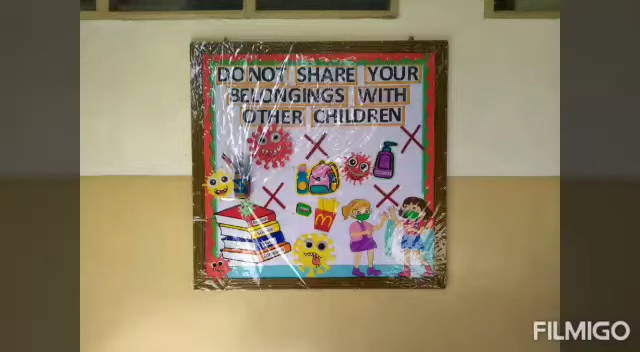 DO NOT SHARE YOUR
BELONGINGS WITH
OTHER CHILDREN
FILMIGO